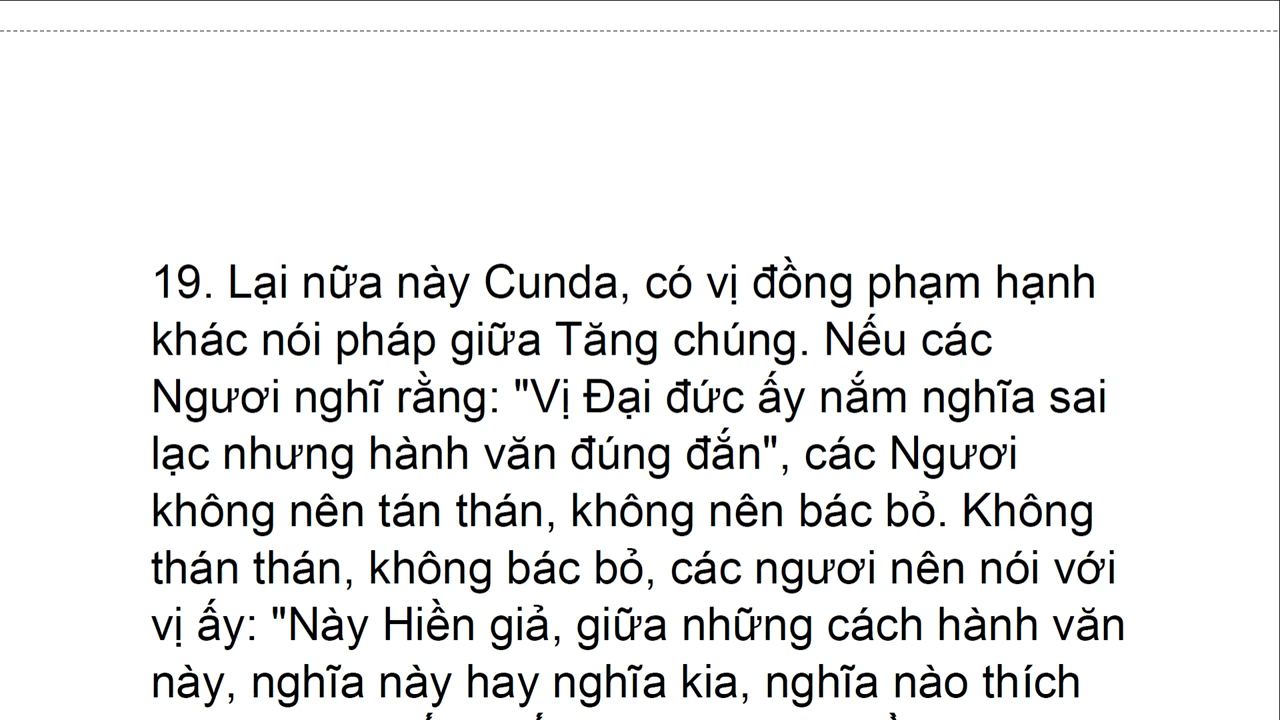 19. Lại nữa này Cunda, có vị đồng phạm hạnh
khác nói pháp giữa Tăng chúng. Nếu các
Ngươi nghĩ rằng: "Vị Đại đức ấy nắm nghĩa sai
lạc nhưng hành văn đúng đắn", các Ngươi
không nên tán thán, không nên bác bỏ. Không
thán thán, không bác bỏ, các ngươi nên nói với
vị ấy: "Này Hiền giả, giữa những cách hành văn
này, nghĩa này hay nghĩa kia, nghĩa nào thích